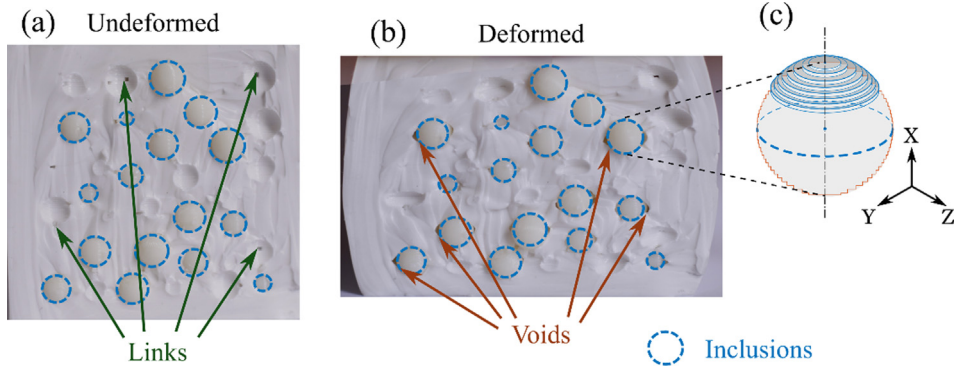 (a)
Undeformed
(b)
Deformed
(c)
X
Y
Z
Links
Voids
Inclusions